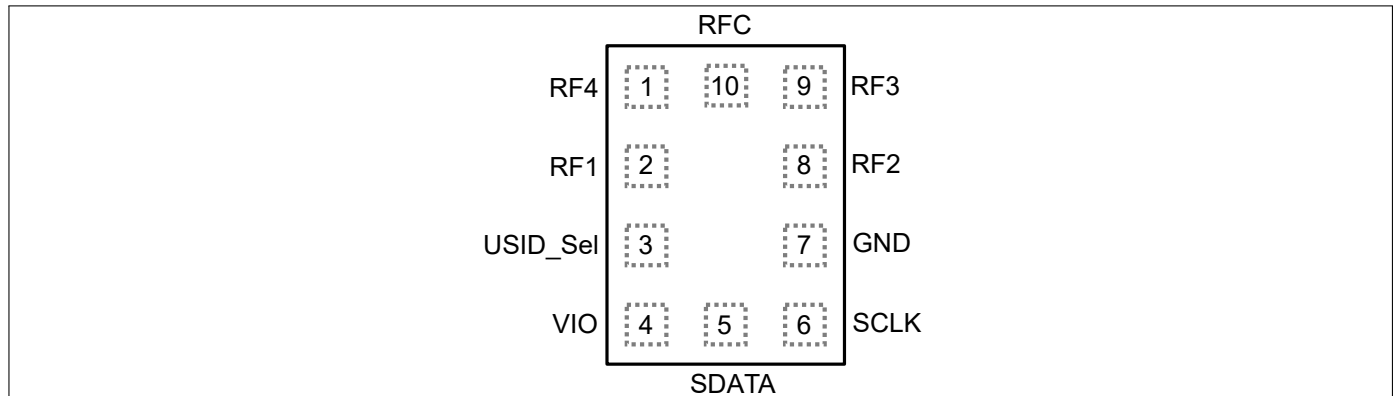 RFC
RF4 1 10 9 RF3
RF1 2 8 RF2
USID_Sel 3 7 GND
VIO 4 5 6 SCLK
SDATA